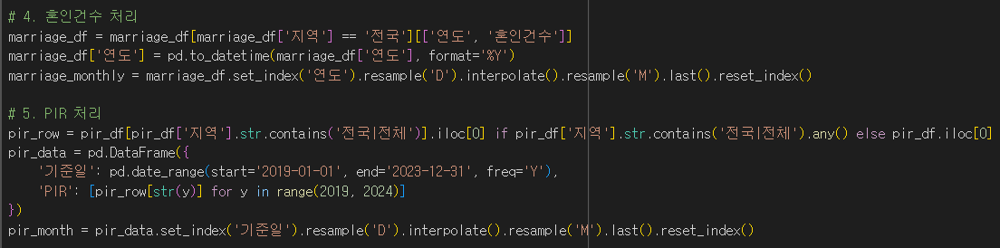 # 4. 혼인건수 처리
marriage_df = marriage_df[marriage_df['지역'] == '전국'][['연도', '혼인건수']]
marriage_df['연도'] = pd.to_datetime(marriage_df['연도'], format='%Y')
marriage_monthly = marriage_df.set_index('연도').resample('D').interpolate().resample('M').last().reset_index()
# 5. PIR 처리
pir_row = pir_df[pir_df['지역'].str.contains('전국|전체')].iloc[0] if pir_df['지역'].str.contains('전국|전체').any() else pir_df.iloc[0]
pir_data = pd.DataFrame({
    '기준일': pd.date_range(start='2019-01-01', end='2023-12-31', freq='Y'),
    'PIR': [pir_row[str(y)] for y in range(2019, 2024)]
})
pir_month = pir_data.set_index('기준일').resample('D').interpolate().resample('M').last().reset_index()